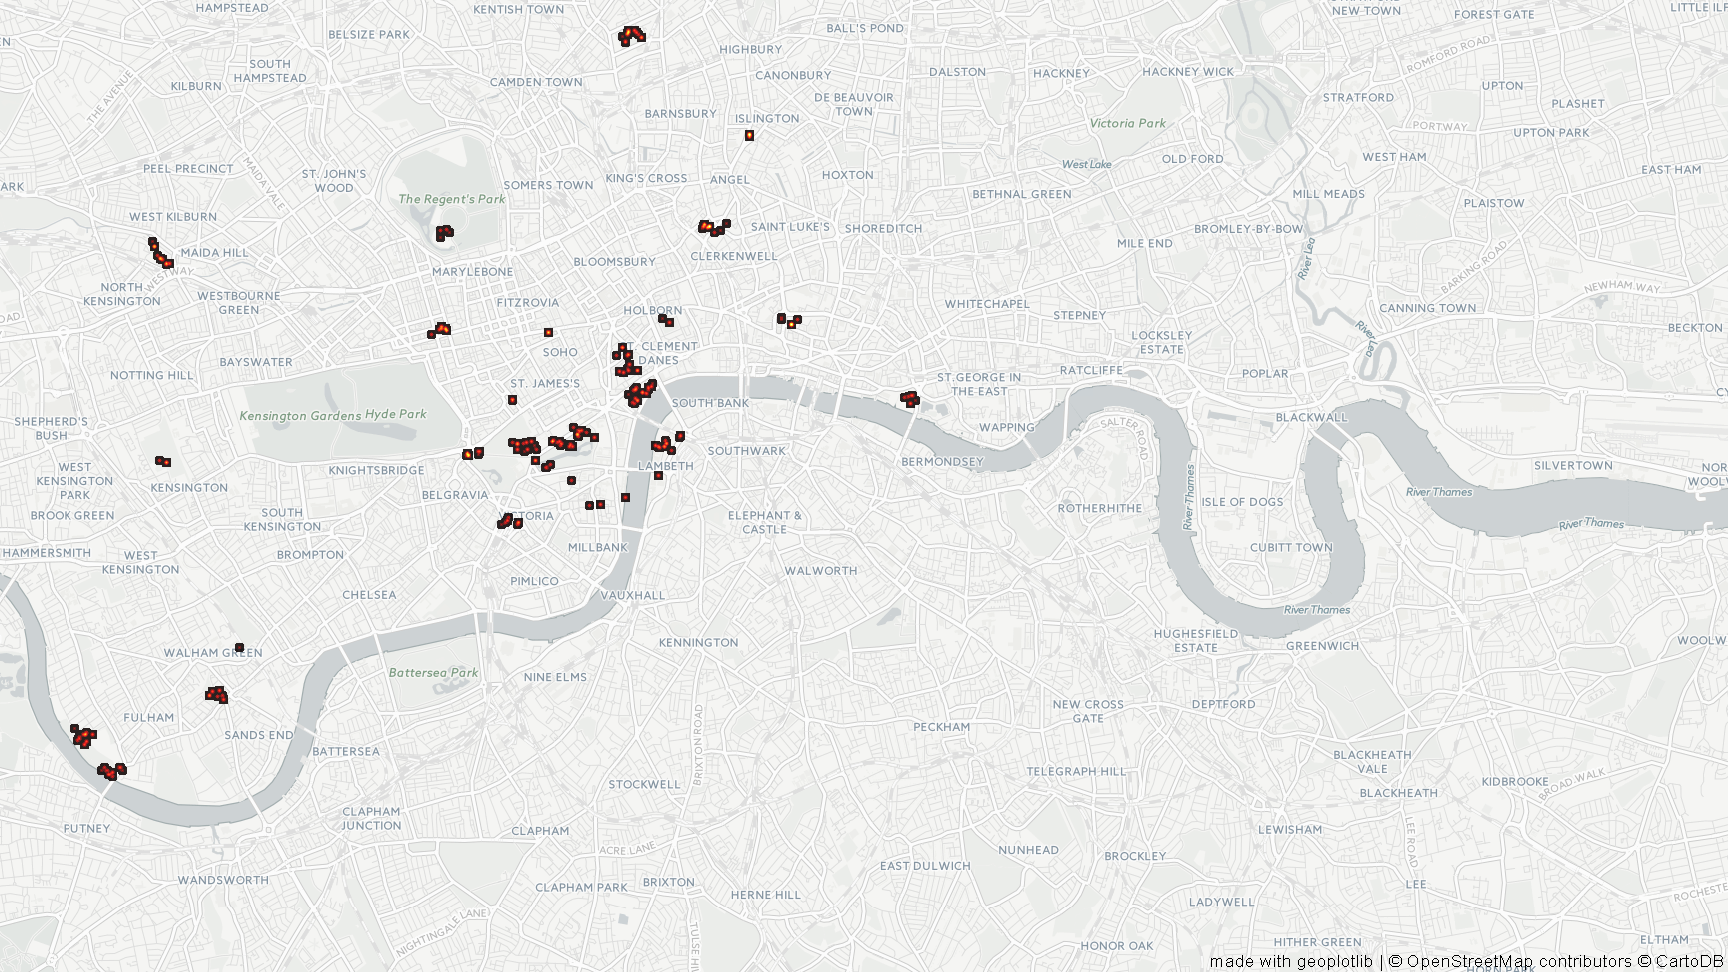 HAMPSTEAD
KENTISH TOWN
NEW TOWN
FOREST GATE
BELSIZE PARK
BALL'S POND
HIGHBURY
SOUTH
HAMPSTEAD
KILBURN
THE AVENUE
CAMDEN TOWN
CANONBURY
DALSTON
HACKNEY
HACKNEY WICK
ROMFORD ROAD
UPTON
STRATFORD
PLASHET
DE BEAUVOIR
TOWN
BARNSBURY
ISLINGTON
Victoria Park
PORTWAY
UPTON PARK
PEEL PRECINCT
MAIDA VALE
ST. JOHN'S
WOOD
SOMERS TOWN
KING'S CROSS
ANGEL
HOXTON
West Lake
OLD FORD
WEST HAM
EAST HAM
BETHNAL GREEN
MILL MEADS
The Regent's Park
PLAISTOW
WEST KILBURN
SAINT LUKE'S
SHOREDITCH
MILE END
BROMLEY-BY-BOW
River Lea
MAIDA HILL
WESTWAY
MARYLEBONE
BLOOMSBURY
CLERKENWELL
BARKING ROAD
NEWHAM WAY
NORTH
KENSINGTON
WESTBOURNE
GREEN
FITZROVIA
HOLBORN
WHITECHAPEL
STEPNEY
CANNING TOWN
BECKTON
LOCKSLEY
ESTATE
River
Lea
SOHO
ST. CLEMENT
DANES
BAYSWATER
NOTTING HILL
ST. JAMES'S
ST.GEORGE IN
THE EAST
RATCLIFFE
POPLAR
Kensington Gardens
Hyde Park
SOUTH BANK
BLACKWALL
SHEPHERD'S
BUSH
WAPPING
SALTER ROAD
KNIGHTSBRIDGE
LAMBETH
SOUTHWARK
BERMONDSEY
SILVERTOWN
WEST
KENSINGTON
PARK
KENSINGTON
BELGRAVIA
River Thames
River Thames
River Thames
ISLE OF DOGS
ROTHERHITHE
BROOK GREEN
SOUTH
KENSINGTON
VICTORIA
ELEPHANT &
CASTLE
HAMMERSMITH
WEST
KENSINGTON
BROMPTON
MILLBANK
CUBITT TOWN
WALWORTH
PIMLICO
CHELSEA
VAUXHALL
River Thames
KENNINGTON
HUGHESFIELD
ESTATE
GREENWICH
WALHAM GREEN
Battersea Park
NINE ELMS
NEW CROSS
GATE
DEPTFORD
FULHAM
SANDS END
PECKHAM
BATTERSEA
BRIXTON ROAD
BLACKHEATH
VALE
TELEGRAPH HILL
STOCKWELL
KIDBROOKE
BROAD WALK
BLACKHEATH
CLAPHAM
JUNCTION
CLAPHAM
LEWISHAM
LEE ROAD
ACRE LANE
NUNHEAD
BROCKLEY
EAST DULWICH
WANDSWORTH
CLAPHAM PARK
BRIXTON
HERNE HILL
LEE
LADYWELL
NIGHTINGALE LANE
HONOR OAK
HITHER GREEN
ELTHAM
made with geoplotlib | © OpenStreetMap contributors © CartoDB